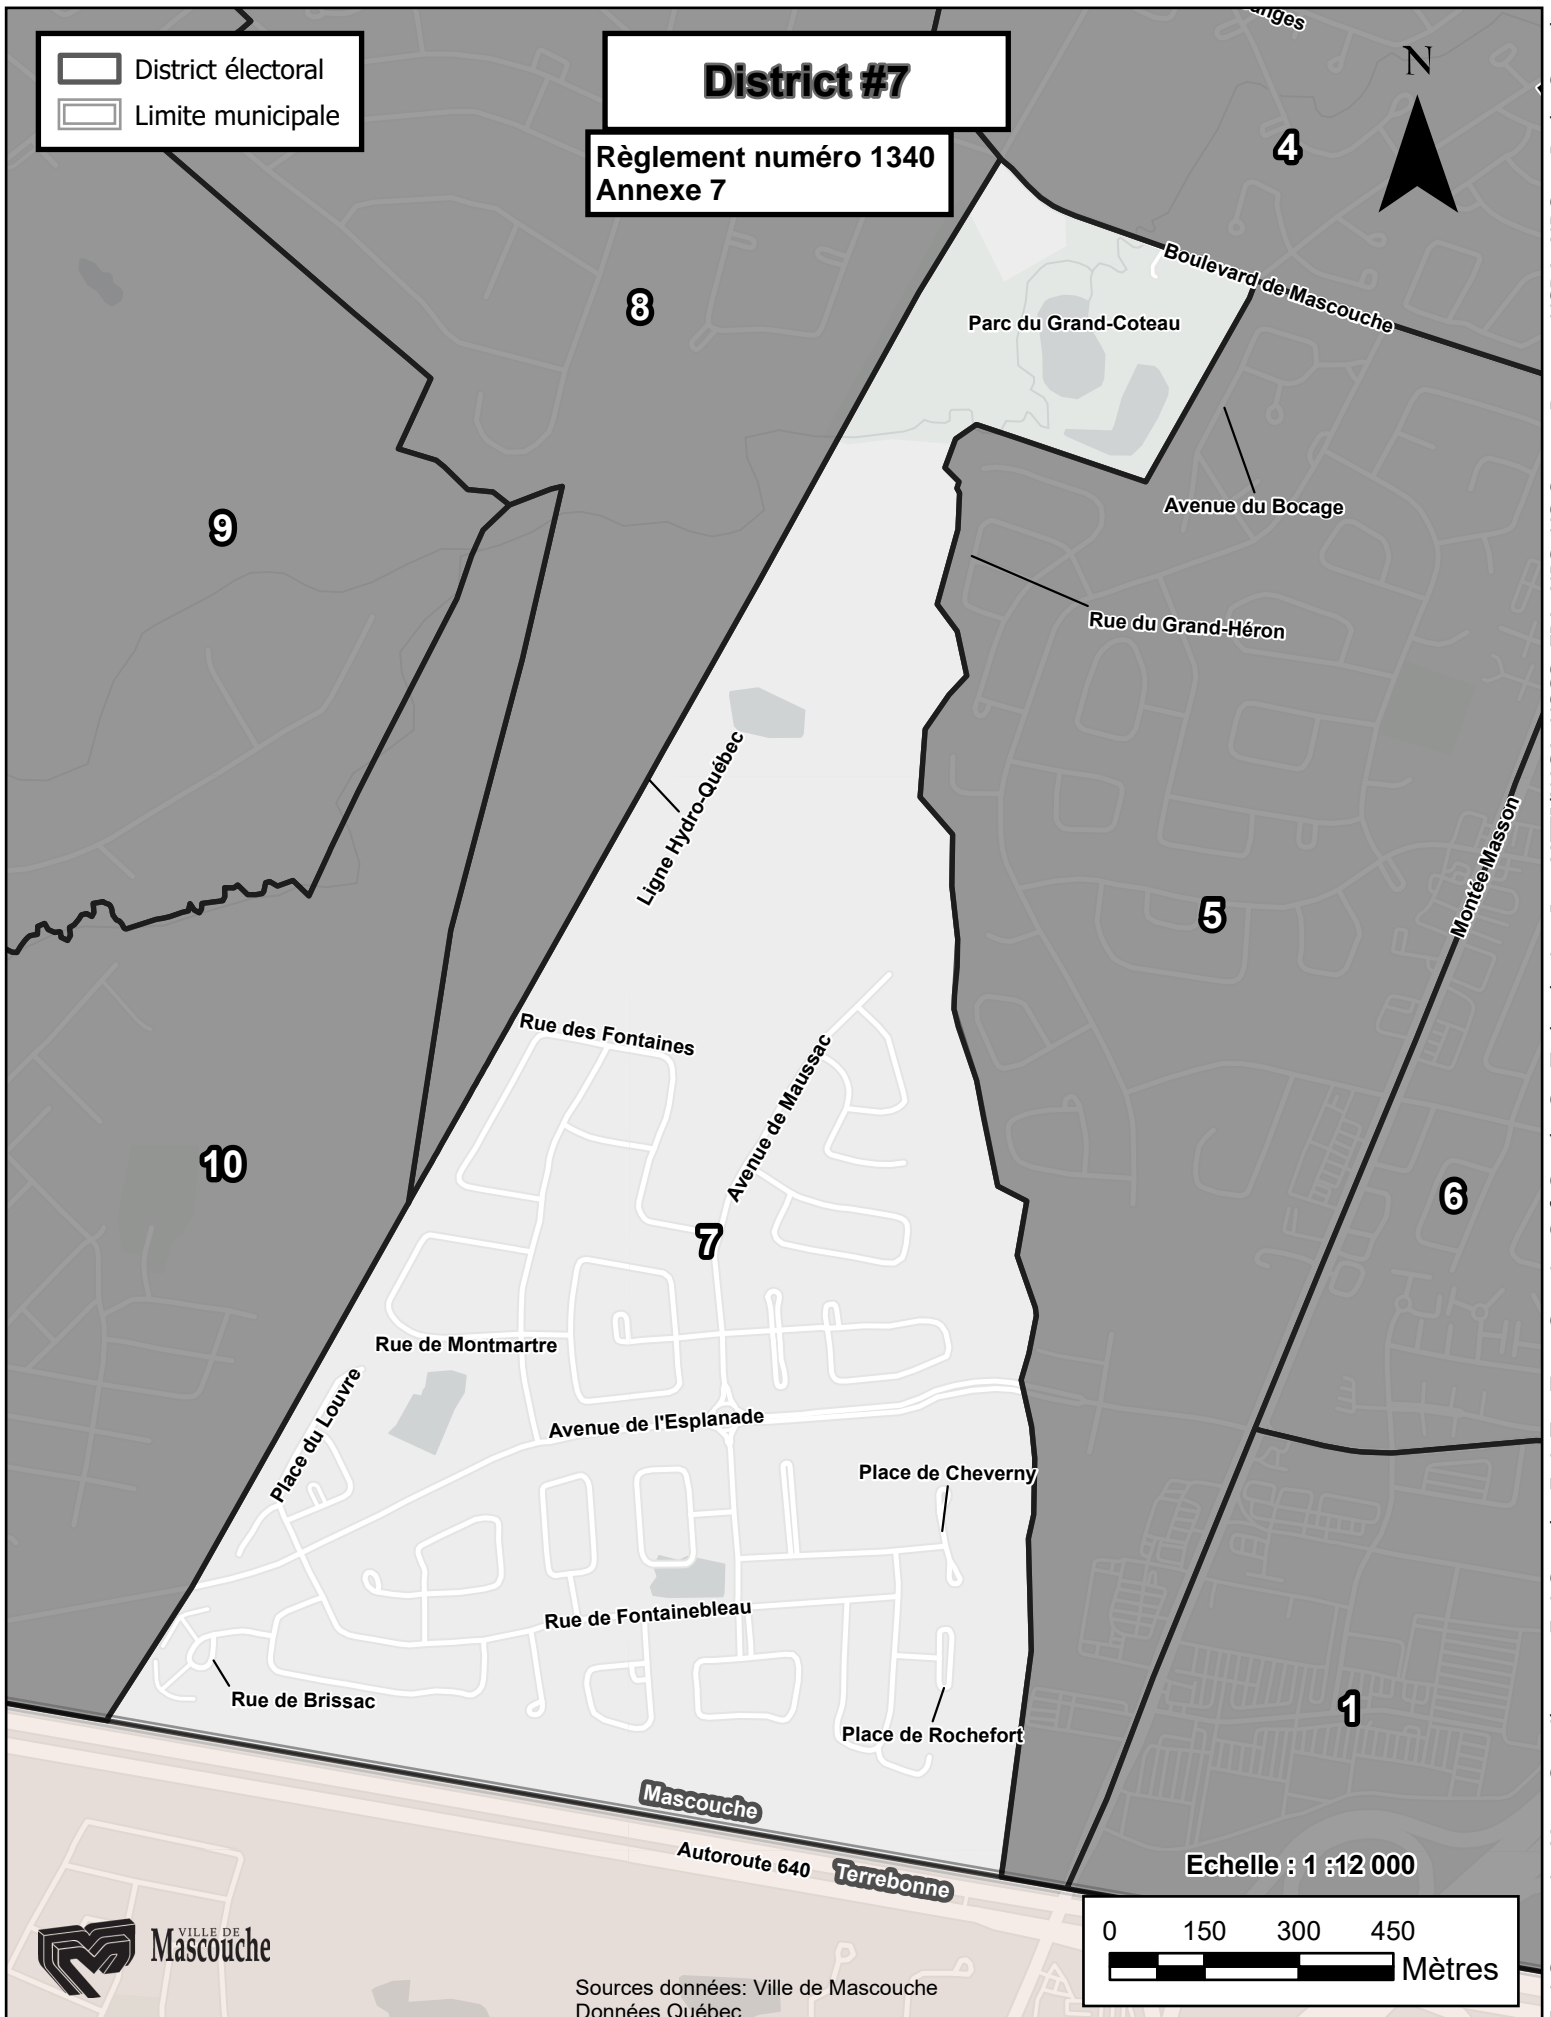 District électoral
Limite municipale
District #7
Règlement numéro 1340
Annexe 7
N
4
Boulevard de Mascouche
8
Parc du Grand-Coteau
Avenue du Bocage
9
Rue du Grand-Héron
Ligne Hydro-Québec
Montée Masson
5
Rue des Fontaines
Avenue de Maussac
10
6
7
Rue de Montmartre
Place du Louvre
Avenue de l'Esplanade
Place de Cheverny
Rue de Fontainebleau
Rue de Brissac
1
Place de Rochefort
Mascouche
Autoroute 640
Terrebonne
Echelle : 1 :12 000
0 150 300 450
Mètres
VILLE DE
Mascouche
Sources données: Ville de Mascouche
Données Québec